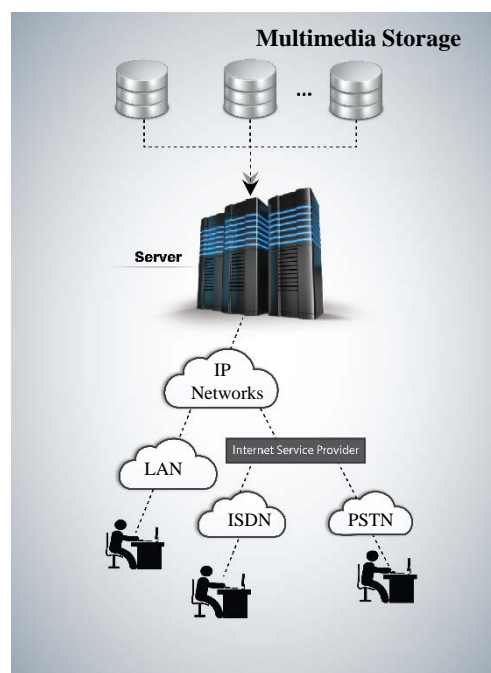 Multimedia Storage
...
Server
IP
Networks
Internet Service Provider
LAN
ISDN
PSTN